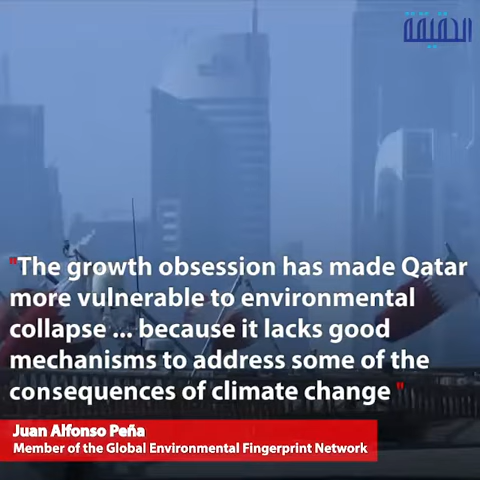 الحقيقة
"The growth obsession has made Qatar
more vulnerable to environmental
collapse ... because it lacks good
mechanisms to address some of the
consequences of climate change "
Juan Alfonso Peña
Member of the Global Environmental Fingerprint Network